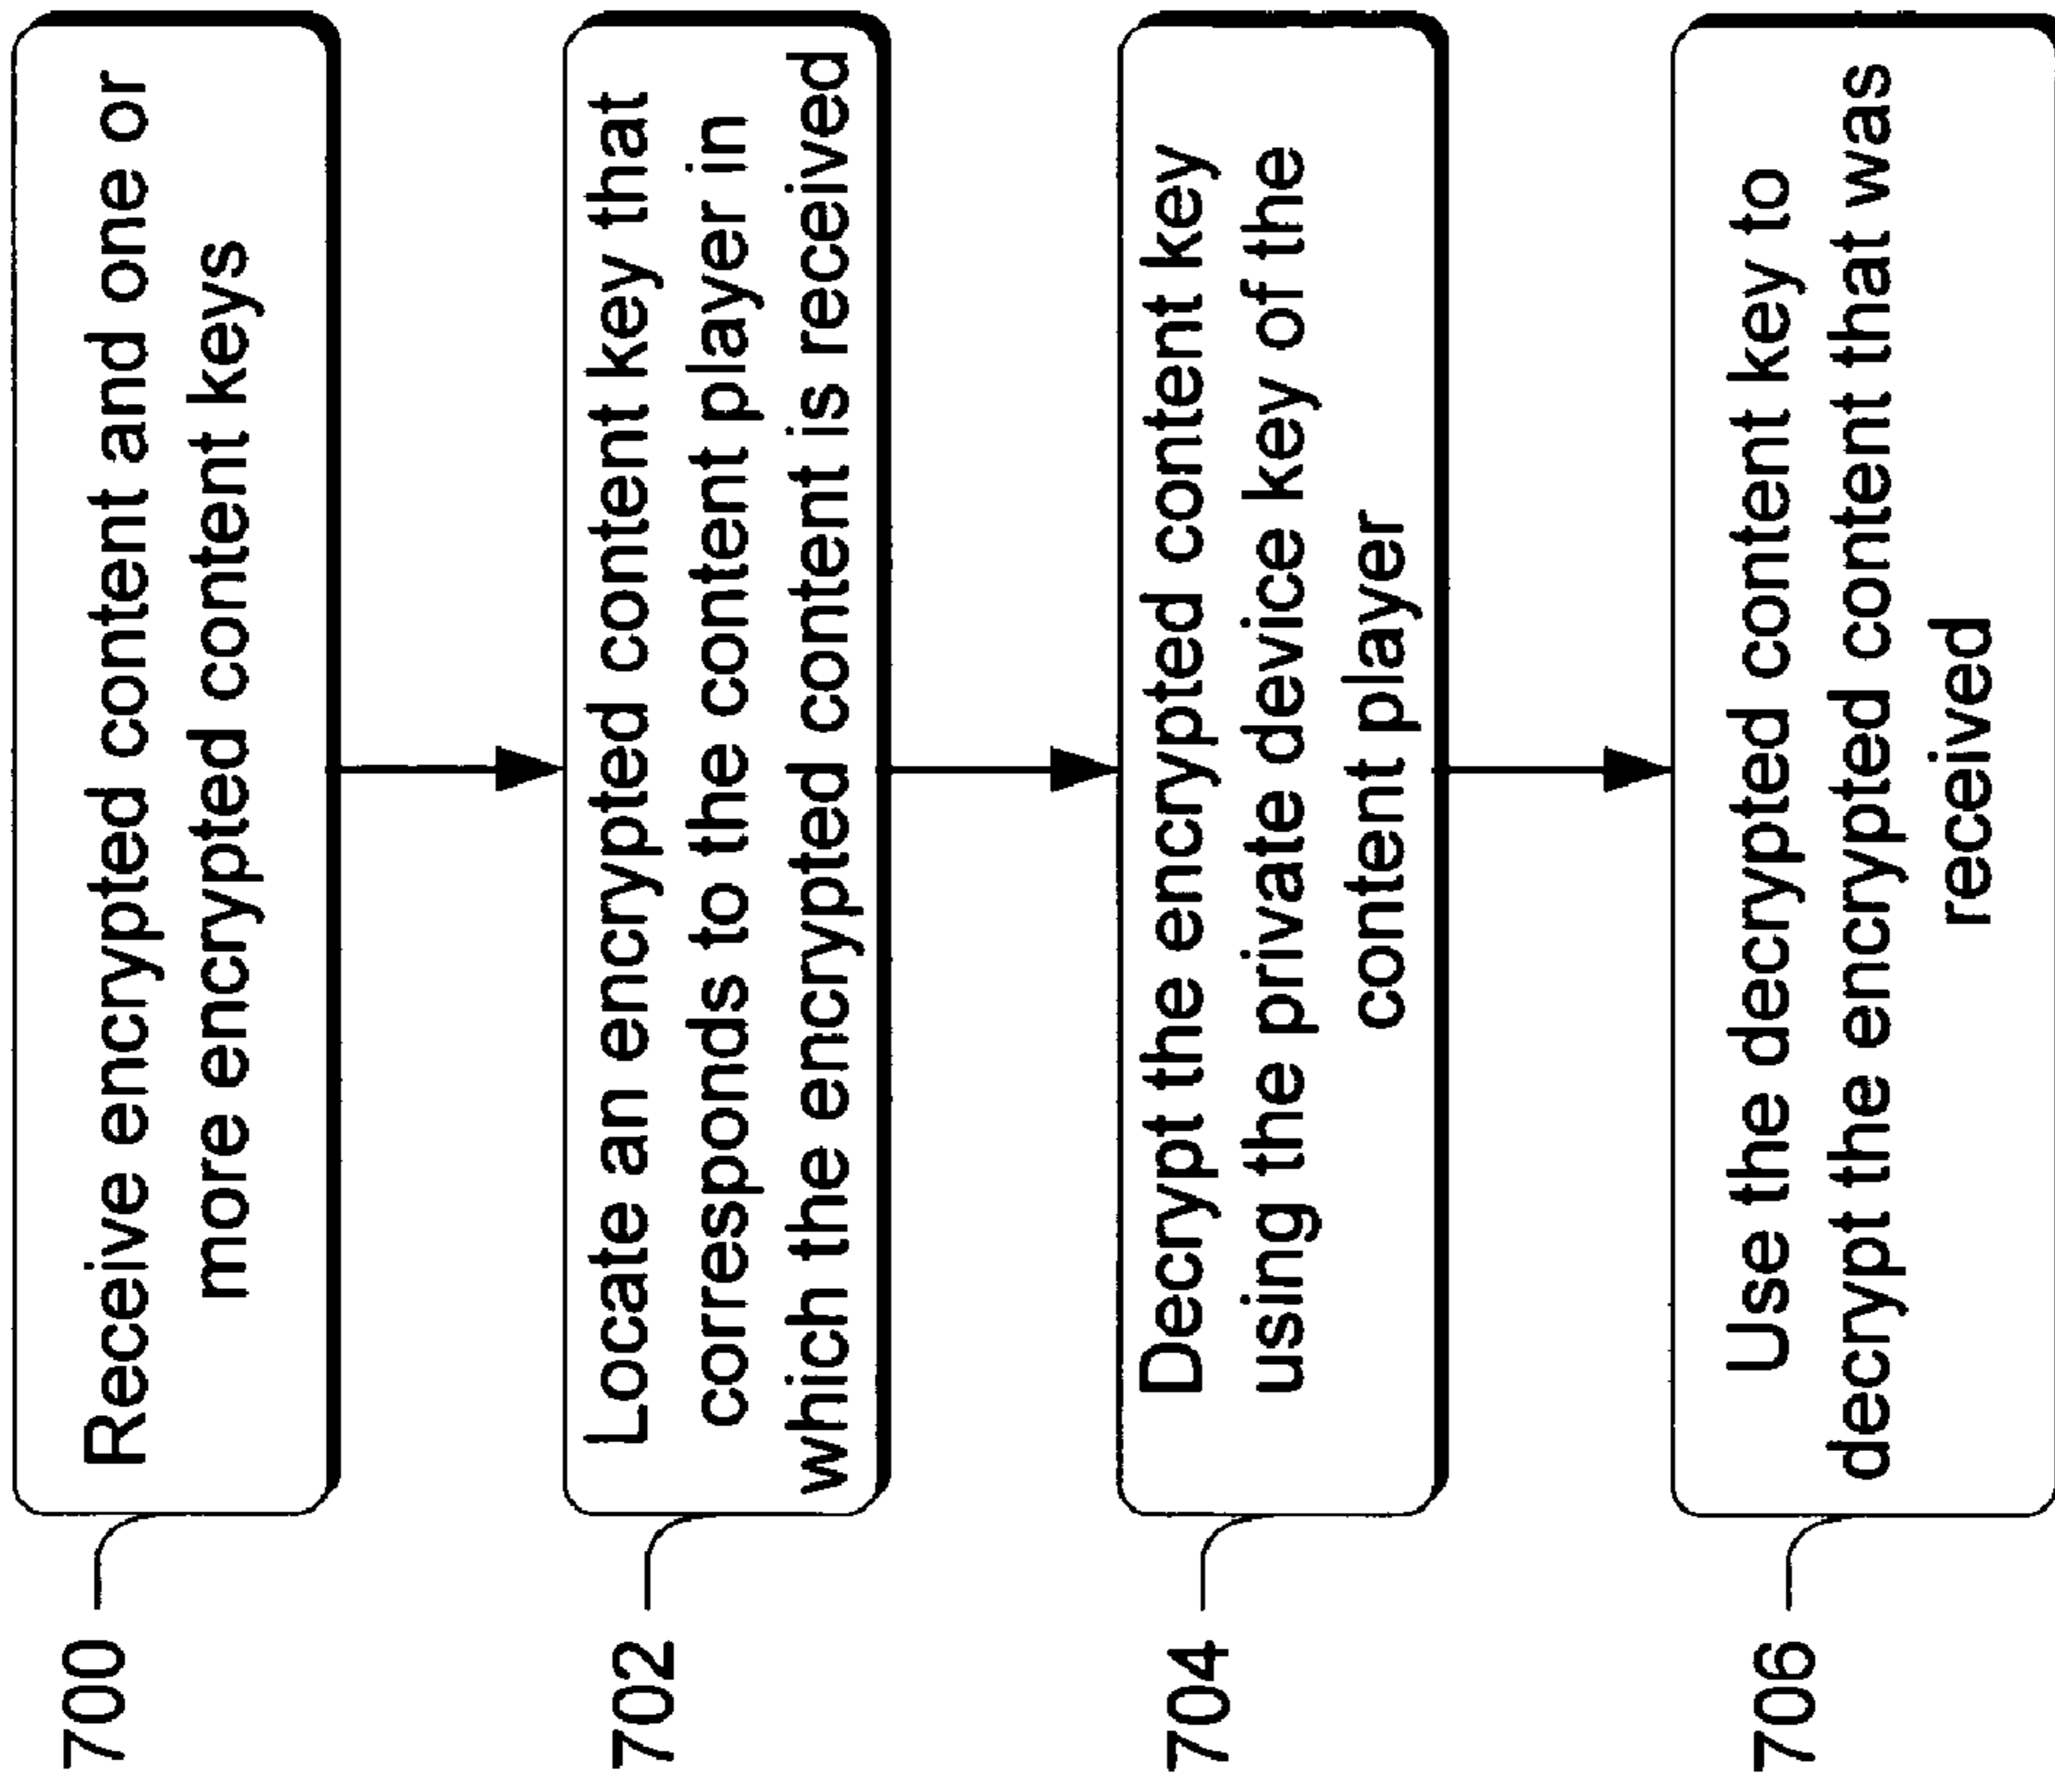 700
Receive encrypted content and one or
more encrypted content keys
702
Locate an encrypted content key that
corresponds to the content player in
which the encrypted content is received
704
Decrypt the encrypted content key
using the private device key of the
content player
706
Use the decrypted content key to
decrypt the encrypted content that was
received